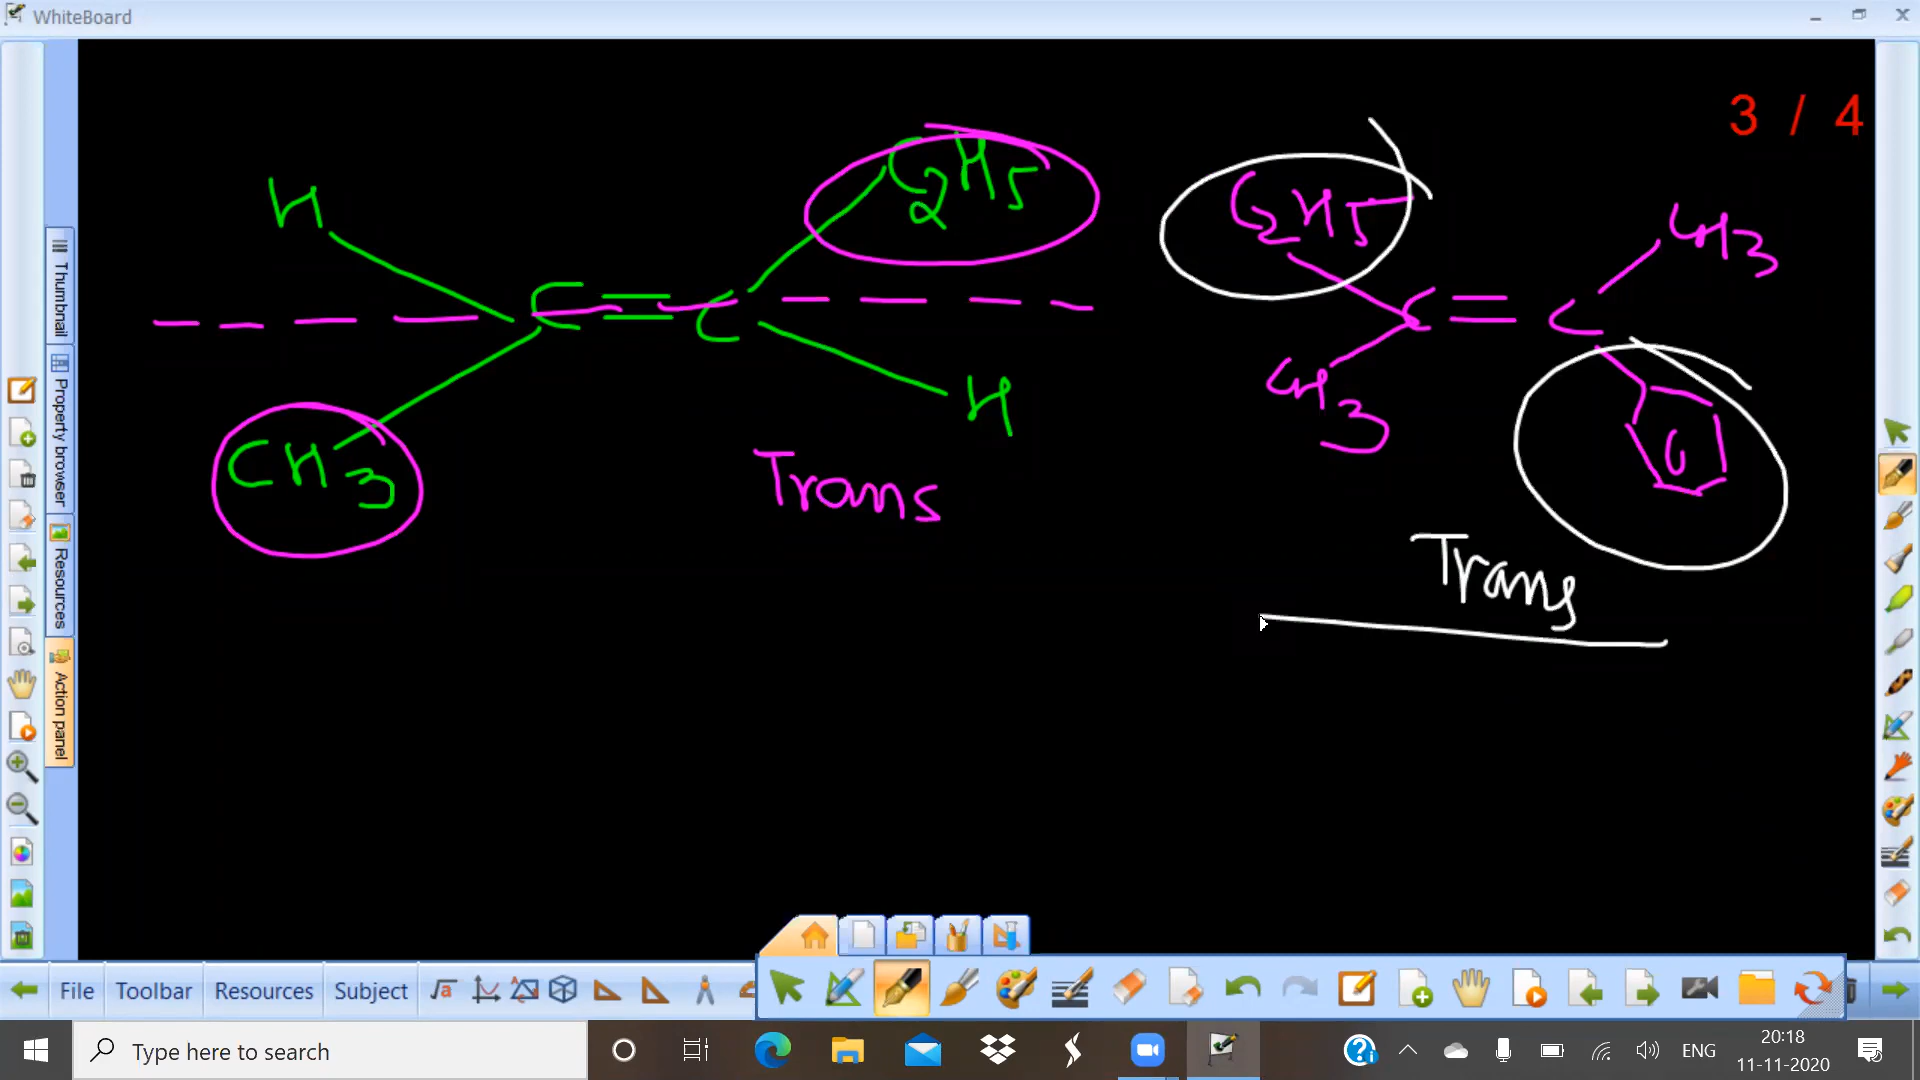 WhiteBoard
3 / 4
H
C2H5
C2H5
CH3
C = C
C = C
CH3
H
CH3
Trans
Trans
Thumbnail
Property browser
Resources
Action panel
File
Toolbar
Resources
Subject
Type here to search
ENG
20:18
11-11-2020